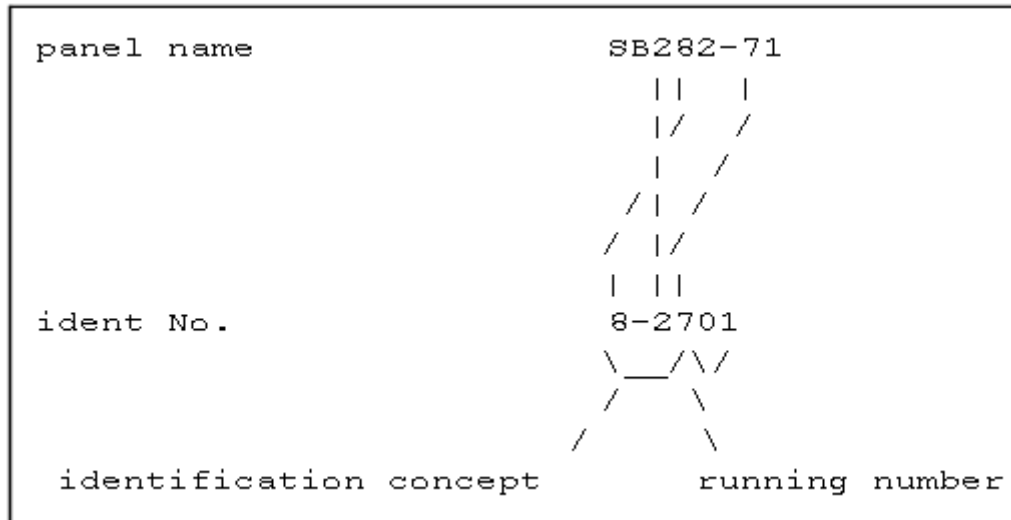 panel name SB282-71
ident No. 8-2701
identification concept running number